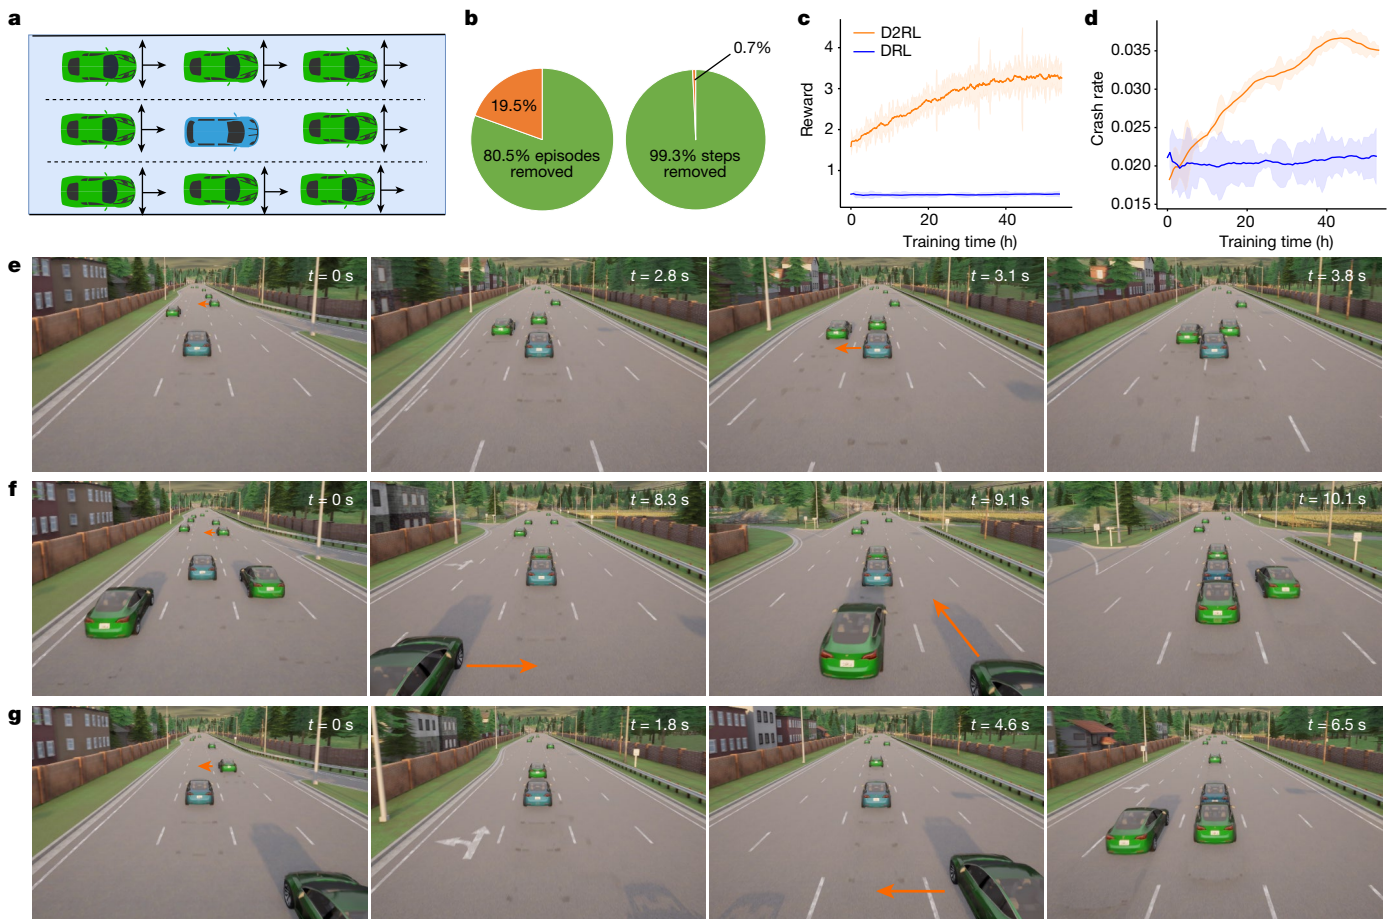 a
b
0.7%
19.5%
80.5% episodes
removed
99.3% steps
removed
c
D2RL
DRL
Reward
4
3
2
1
0
20
40
Training time (h)
d
Crash rate
0.035
0.030
0.025
0.020
0.015
0
20
40
Training time (h)
e
t = 0 s
t = 2.8 s
t = 3.1 s
t = 3.8 s
f
t = 0 s
t = 8.3 s
t = 9.1 s
t = 10.1 s
g
t = 0 s
t = 1.8 s
t = 4.6 s
t = 6.5 s